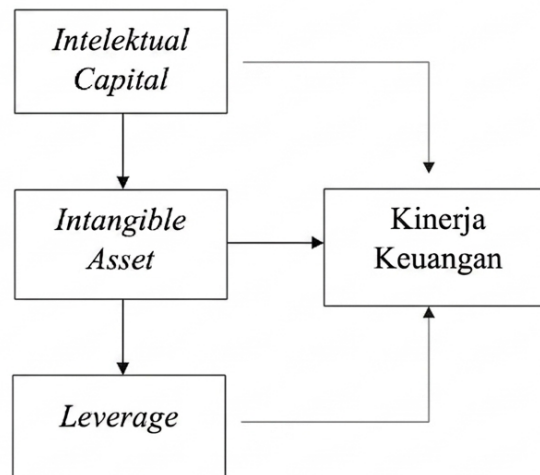 Intelektual
Capital
Intangible
Asset
Kinerja
Keuangan
Leverage